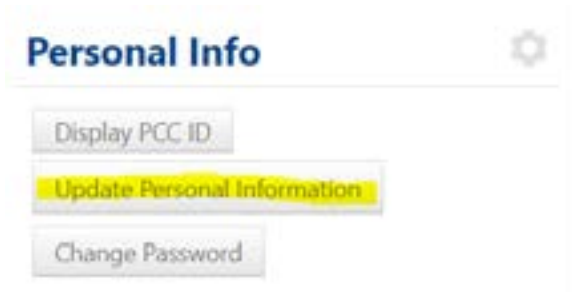 Personal Info
Display PCC ID
Update Personal Information
Change Password